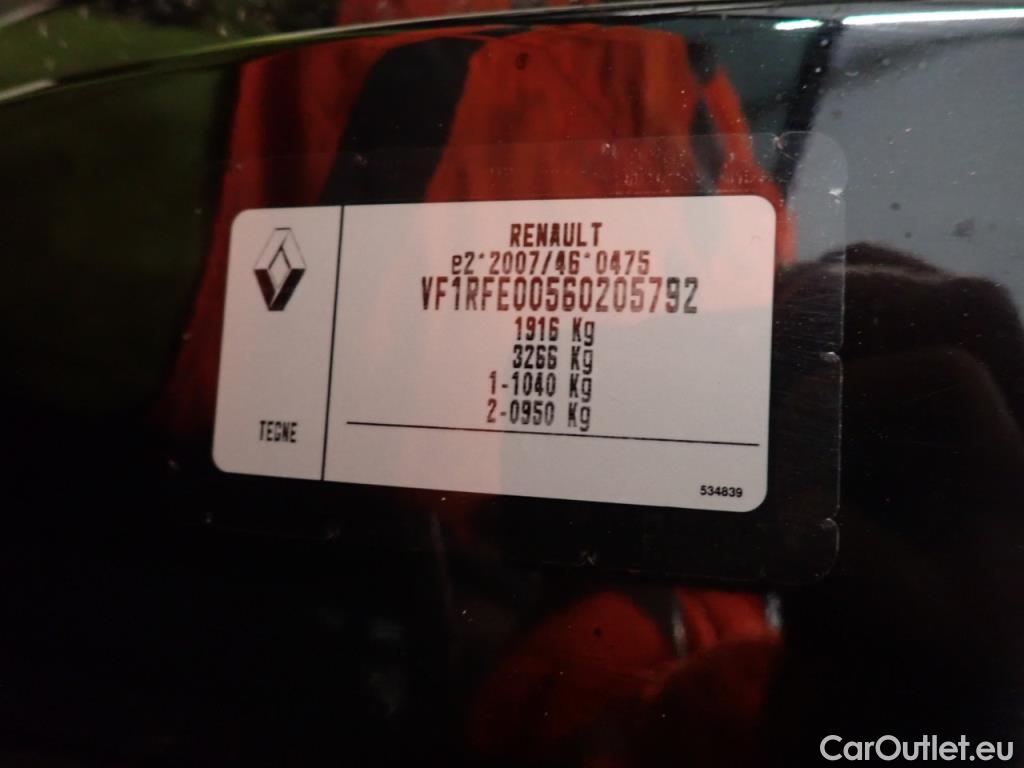 RENAULT
e2*2007/46*0475
VF1RFE00560205792
1916 Kg
3266 Kg
1-1040 Kg
2-0950 Kg
TEGNE
534839
CarOutlet.eu